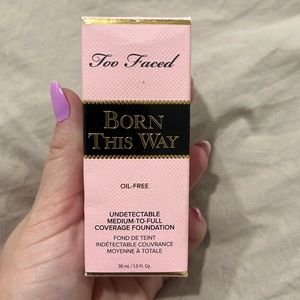 Too Faced
BORN
THIS WAY
OIL-FREE
UNDETECTABLE
MEDIUM-TO-FULL
COVERAGE FOUNDATION
FOND DE TEINT
INDÉTECTABLE COUVRANCE
MOYENNE À TOTALE
30 mL / 1.0 Fl. Oz.